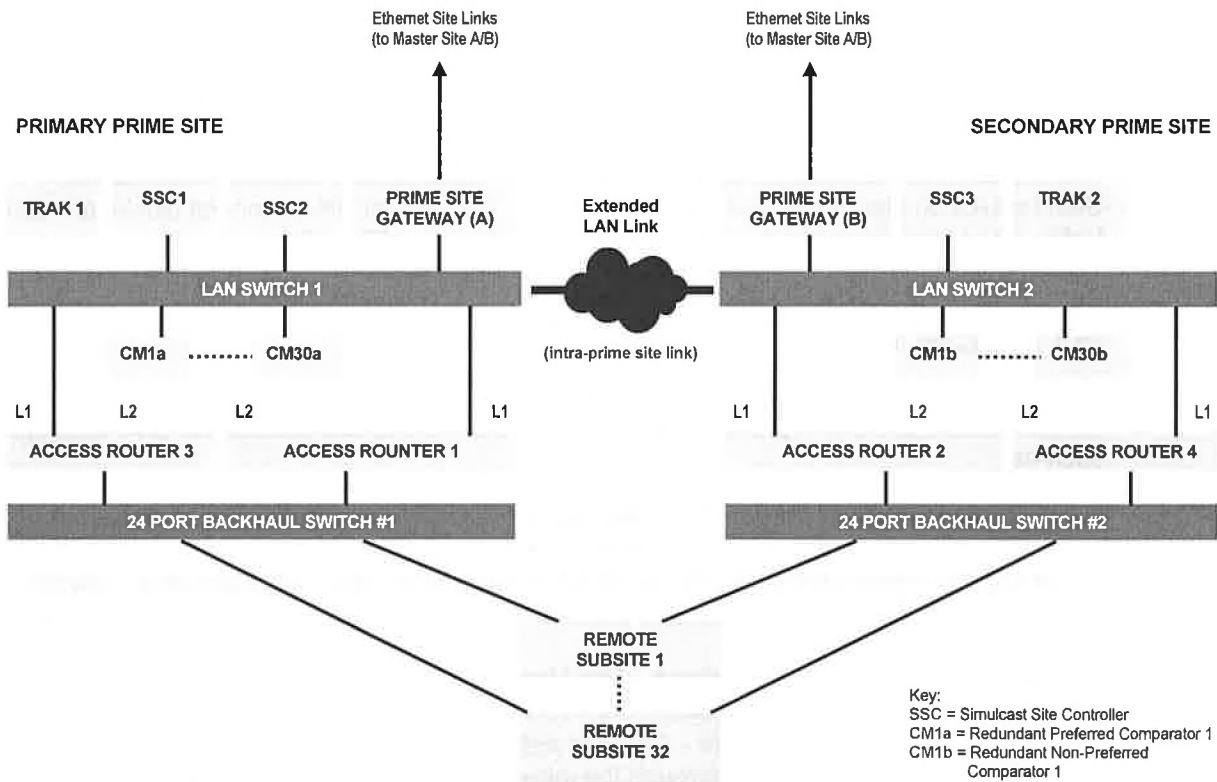 Ethernet Site Links
(to Master Site A/B)
Ethernet Site Links
(to Master Site A/B)
PRIMARY PRIME SITE
SECONDARY PRIME SITE
TRAK 1
SSC1
SSC2
PRIME SITE
GATEWAY (A)
Extended
LAN Link
PRIME SITE
GATEWAY (B)
SSC3
TRAK 2
LAN SWITCH 1
LAN SWITCH 2
CM1a
CM30a
(intra-prime site link)
CM1b
CM30b
L1
L2
L2
L1
L1
L2
L2
L1
ACCESS ROUTER 3
ACCESS ROUNTER 1
ACCESS ROUTER 2
ACCESS ROUTER 4
24 PORT BACKHAUL SWITCH #1
24 PORT BACKHAUL SWITCH #2
REMOTE
SUBSITE 1
REMOTE
SUBSITE 32
Key:
SSC = Simulcast Site Controller
CM1a = Redundant Preferred Comparator 1
CM1b = Redundant Non-Preferred
Comparator 1